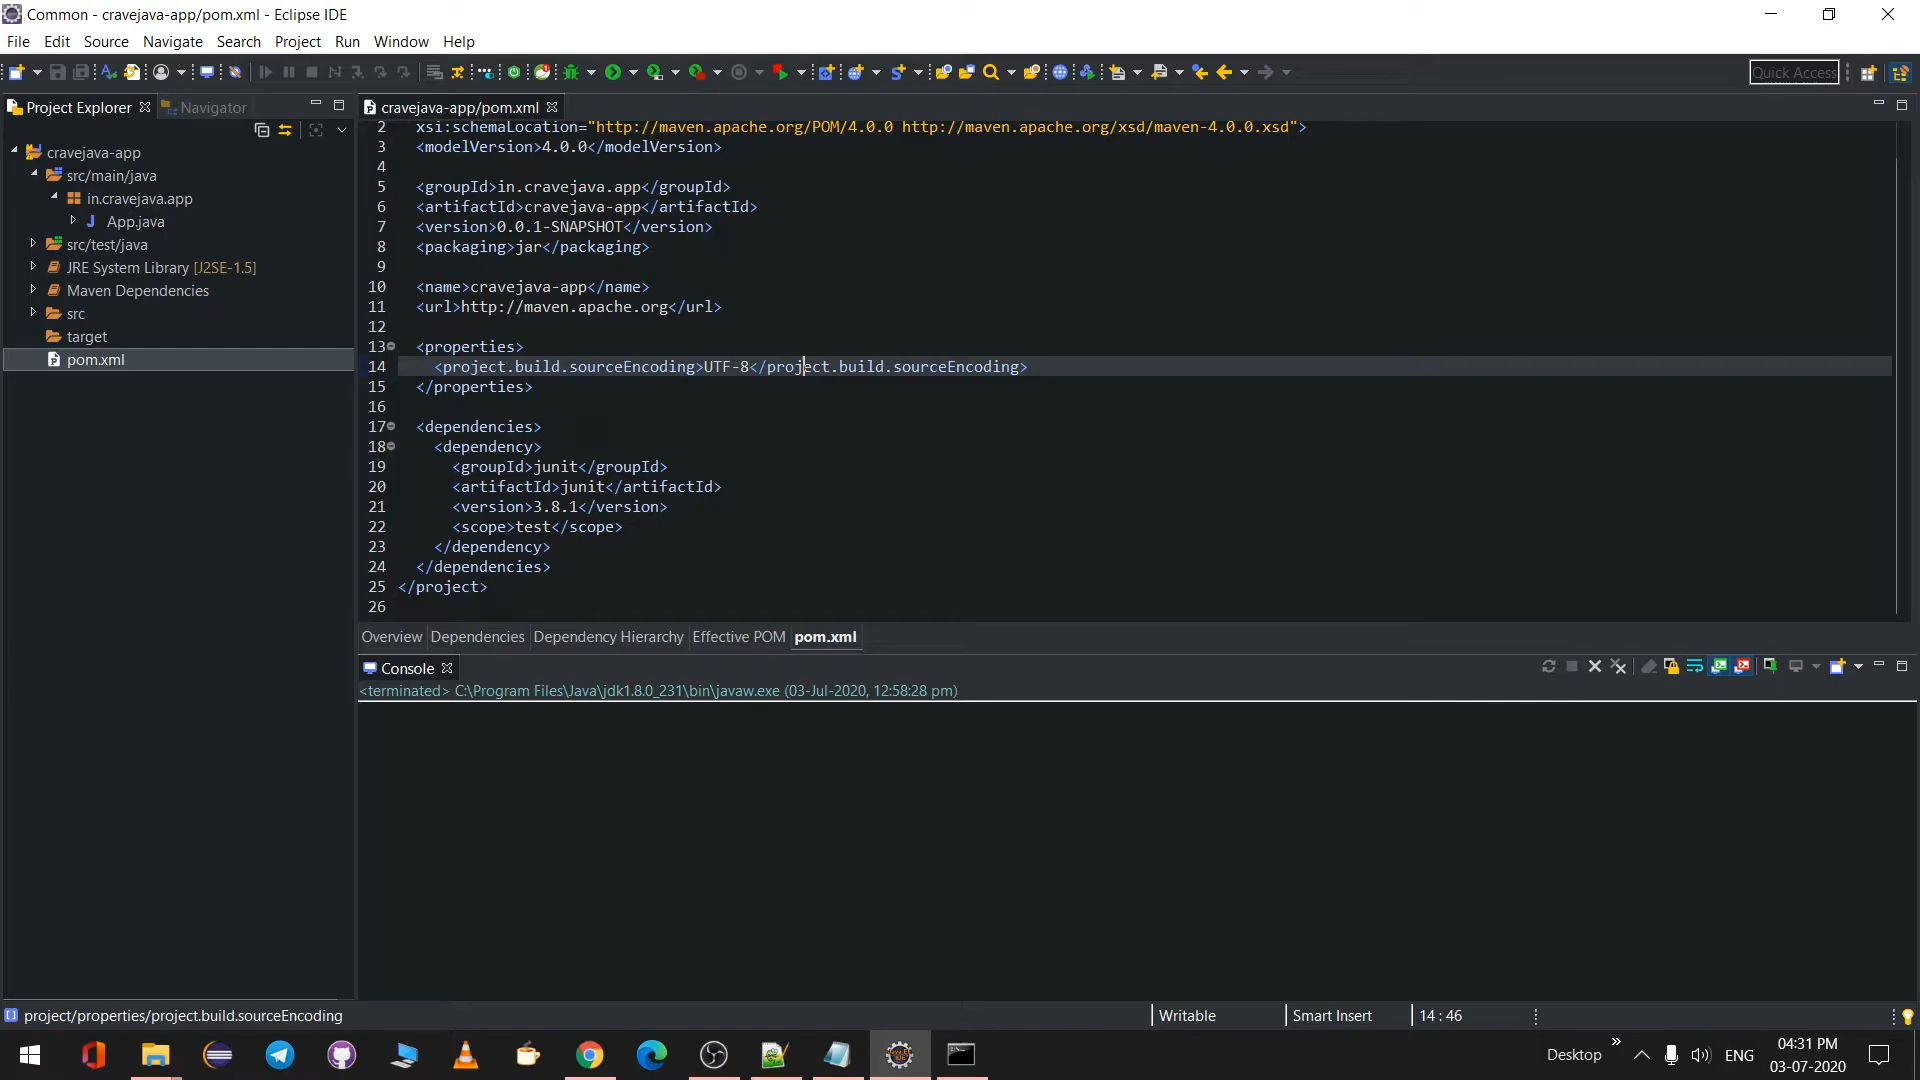 Common - cravejava-app/pom.xml - Eclipse IDE
File Edit Source Navigate Search Project Run Window Help
Quick Access
Project Explorer
Navigator
cravejava-app
src/main/java
in.cravejava.app
App.java
src/test/java
JRE System Library [J2SE-1.5]
Maven Dependencies
src
target
pom.xml
cravejava-app/pom.xml
2 xsi:schemaLocation="http://maven.apache.org/POM/4.0.0 http://maven.apache.org/xsd/maven-4.0.0.xsd">
3 <modelVersion>4.0.0</modelVersion>
4
5 <groupId>in.cravejava.app</groupId>
6 <artifactId>cravejava-app</artifactId>
7 <version>0.0.1-SNAPSHOT</version>
8 <packaging>jar</packaging>
9
10 <name>cravejava-app</name>
11 <url>http://maven.apache.org</url>
12
13 <properties>
14 <project.build.sourceEncoding>UTF-8</project.build.sourceEncoding>
15 </properties>
16
17 <dependencies>
18 <dependency>
19 <groupId>junit</groupId>
20 <artifactId>junit</artifactId>
21 <version>3.8.1</version>
22 <scope>test</scope>
23 </dependency>
24 </dependencies>
25 </project>
26
Overview Dependencies Dependency Hierarchy Effective POM pom.xml
Console
<terminated> C:\Program Files\Java\jdk1.8.0_231\bin\javaw.exe (03-Jul-2020, 12:58:28 pm)
project/properties/project.build.sourceEncoding
Writable
Smart Insert
14 : 46
Desktop
ENG
04:31 PM
03-07-2020